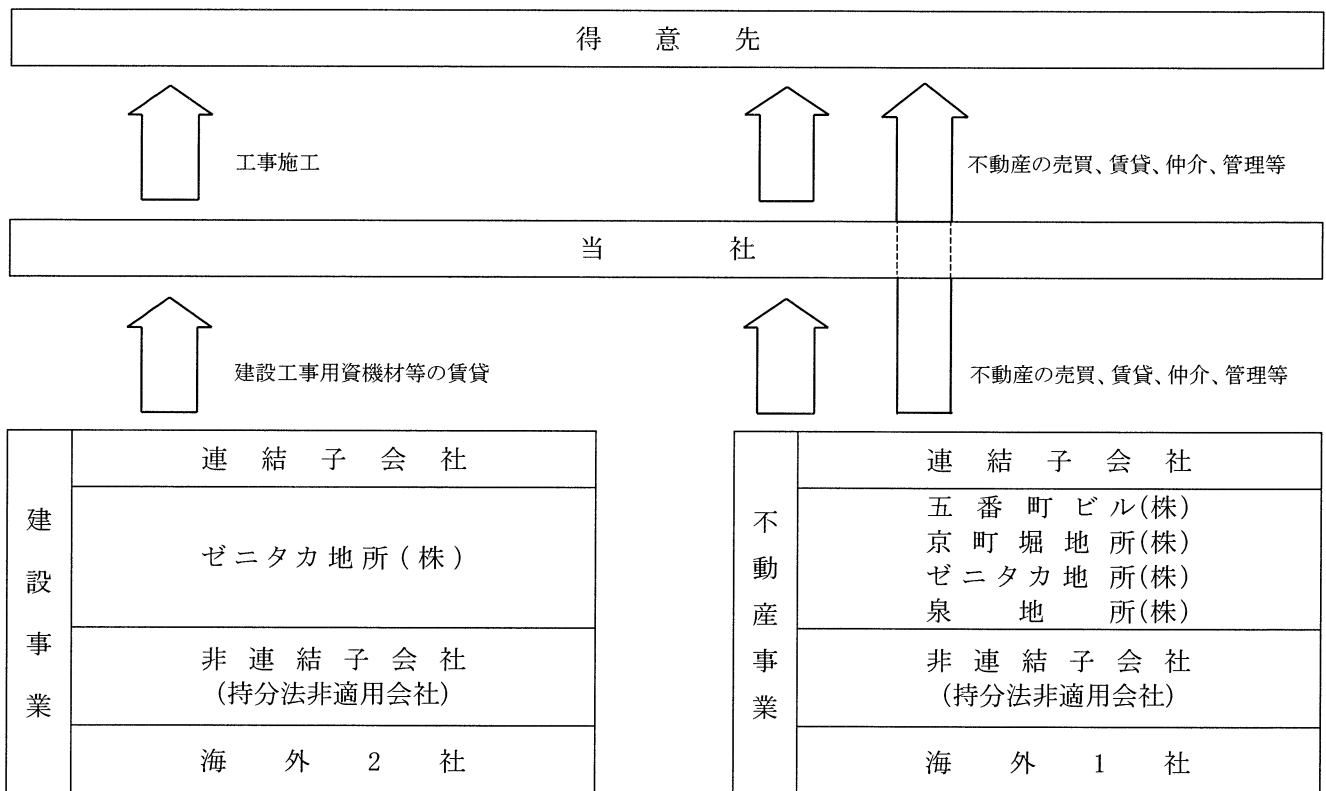 得意先
工事施工
不動産の売買、賃貸、仲介、管理等
当社
建設工事用資機材等の賃貸
不動産の売買、賃貸、仲介、管理等
建設事業
連結子会社
ゼニタカ地所(株)
非連結子会社
(持分法非適用会社)
海外2社
不動産事業
連結子会社
五番町ビル(株)
京町堀地所(株)
ゼニタカ地所(株)
泉地所(株)
非連結子会社
(持分法非適用会社)
海外1社